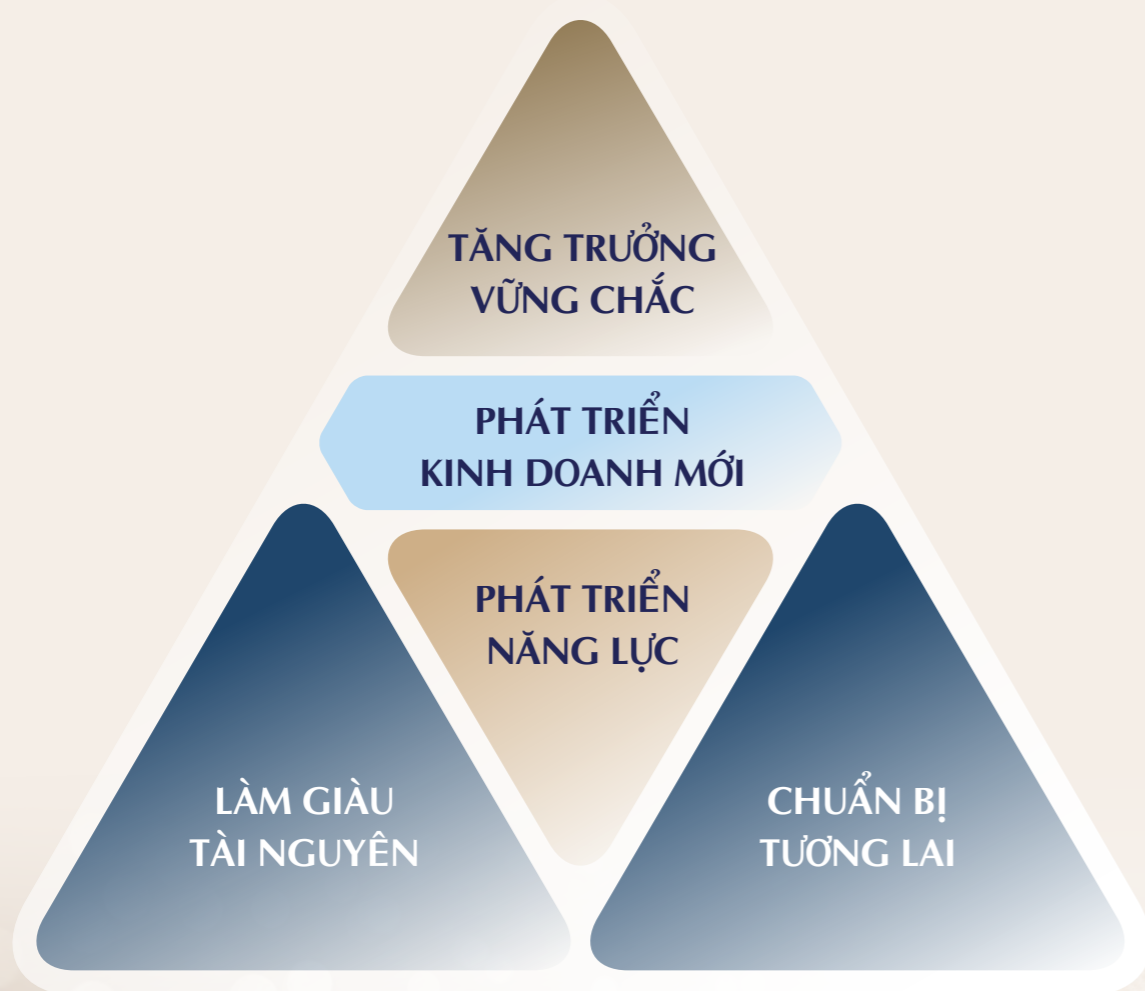 TĂNG TRƯỞNG
VỮNG CHẮC
PHÁT TRIỂN
KINH DOANH MỚI
PHÁT TRIỂN
NĂNG LỰC
LÀM GIÀU
TÀI NGUYÊN
CHUẨN BỊ
TƯƠNG LAI